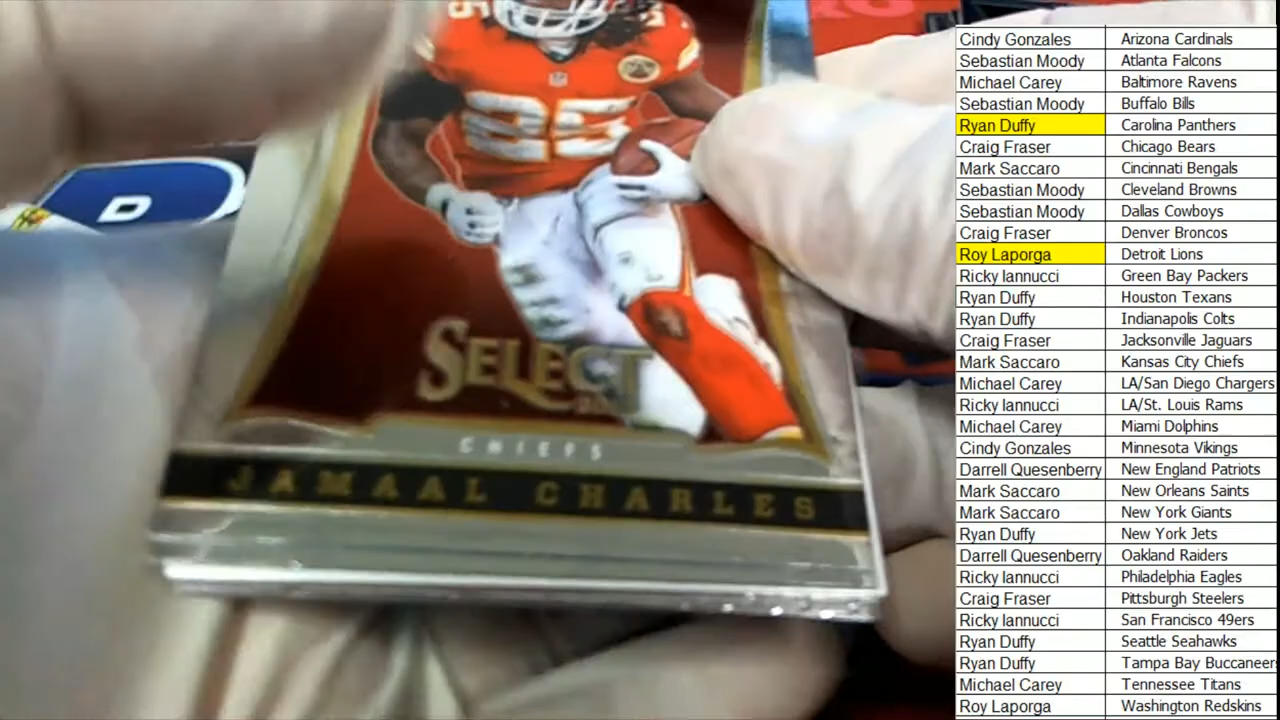 25
25
SELECT
CHIEFS
JAMAAL CHARLES
D
Cindy Gonzales Arizona Cardinals
Sebastian Moody Atlanta Falcons
Michael Carey Baltimore Ravens
Sebastian Moody Buffalo Bills
Ryan Duffy Carolina Panthers
Craig Fraser Chicago Bears
Mark Saccaro Cincinnati Bengals
Sebastian Moody Cleveland Browns
Sebastian Moody Dallas Cowboys
Craig Fraser Denver Broncos
Roy Laporga Detroit Lions
Ricky Iannucci Green Bay Packers
Ryan Duffy Houston Texans
Ryan Duffy Indianapolis Colts
Craig Fraser Jacksonville Jaguars
Mark Saccaro Kansas City Chiefs
Michael Carey LA/San Diego Chargers
Ricky Iannucci LA/St. Louis Rams
Michael Carey Miami Dolphins
Cindy Gonzales Minnesota Vikings
Darrell Quesenberry New England Patriots
Mark Saccaro New Orleans Saints
Mark Saccaro New York Giants
Ryan Duffy New York Jets
Darrell Quesenberry Oakland Raiders
Ricky Iannucci Philadelphia Eagles
Craig Fraser Pittsburgh Steelers
Ricky Iannucci San Francisco 49ers
Ryan Duffy Seattle Seahawks
Ryan Duffy Tampa Bay Buccaneer
Michael Carey Tennessee Titans
Roy Laporga Washington Redskins